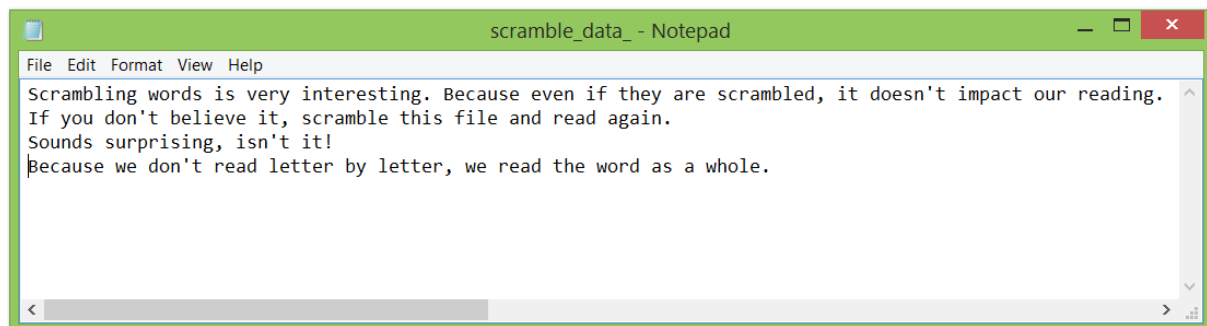 scramble_data_ - Notepad
File Edit Format View Help
Scrambling words is very interesting. Because even if they are scrambled, it doesn't impact our reading.
If you don't believe it, scramble this file and read again.
Sounds surprising, isn't it!
Because we don't read letter by letter, we read the word as a whole.